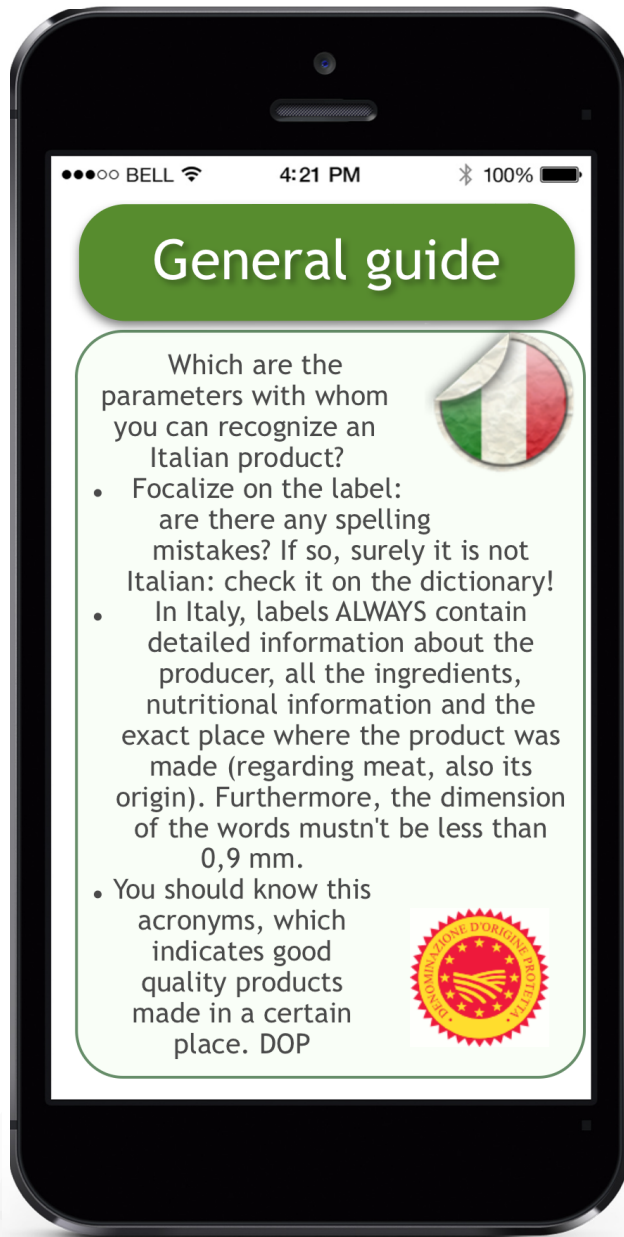 BELL 4:21 PM 100%
General guide
Which are the
parameters with whom
you can recognize an
Italian product?
• Focalize on the label:
are there any spelling
mistakes? If so, surely it is not
Italian: check it on the dictionary!
• In Italy, labels ALWAYS contain
detailed information about the
producer, all the ingredients,
nutritional information and the
exact place where the product was
made (regarding meat, also its
origin). Furthermore, the dimension
of the words mustn't be less than
0,9 mm.
• You should know this
acronyms, which
indicates good
quality products
made in a certain
place. DOP
DENOMINAZIONE D'ORIGINE PROTETTA